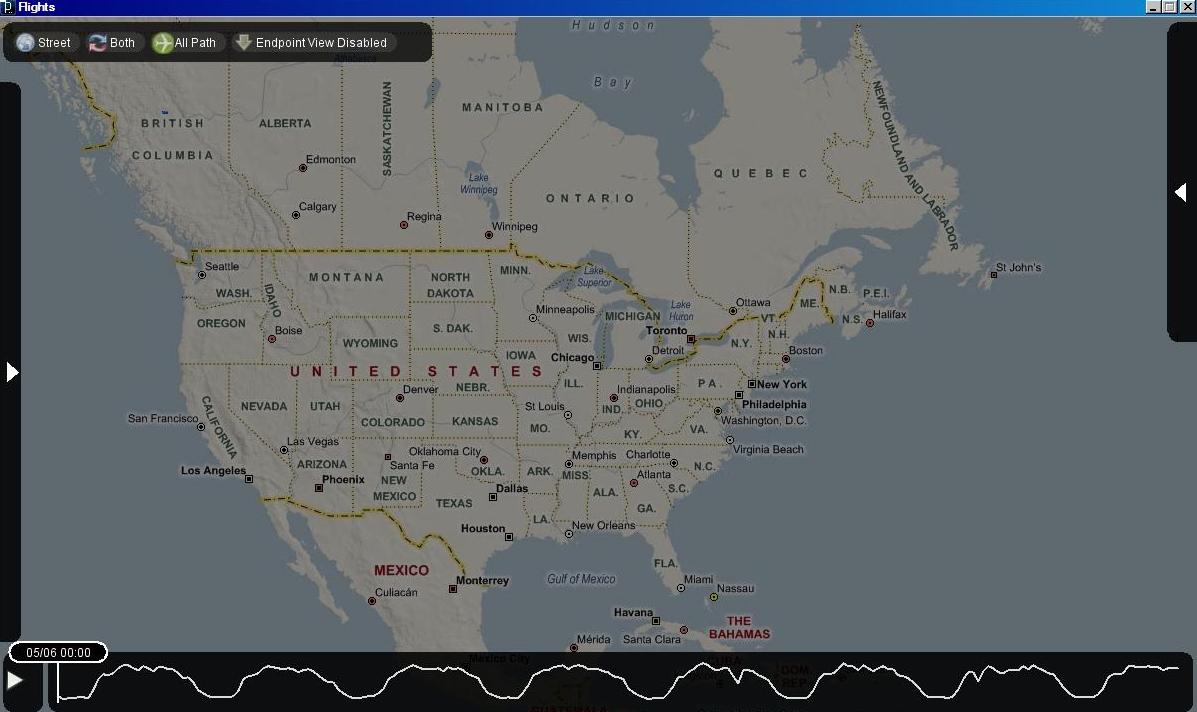 Flights
Street
Both
All Path
Endpoint View Disabled
Hudson
Bay
BRITISH
COLUMBIA
ALBERTA
SASKATCHEWAN
MANITOBA
ONTARIO
QUEBEC
NEWFOUNDLAND AND LABRADOR
Edmonton
Calgary
Regina
Lake
Winnipeg
Winnipeg
St John's
Seattle
WASH.
MONTANA
NORTH
DAKOTA
MINN.
Lake
Superior
Ottawa
N.B.
P.E.I.
ME.
N.S.
Halifax
OREGON
IDAHO
Boise
WYOMING
S. DAK.
Minneapolis
WIS.
MICHIGAN
Lake
Huron
Toronto
VT.
N.H.
N.Y.
Boston
Detroit
IOWA
Chicago
UNITED STATES
NEBR.
Denver
ILL.
Indianapolis
IND.
OHIO
PA.
New York
Philadelphia
Washington, D.C.
San Francisco
CALIFORNIA
NEVADA
UTAH
COLORADO
KANSAS
St Louis
MO.
KY.
VA.
Virginia Beach
Las Vegas
Los Angeles
ARIZONA
Phoenix
Santa Fe
NEW
MEXICO
Oklahoma City
OKLA.
ARK.
Memphis
Charlotte
N.C.
MISS.
Atlanta
S.C.
ALA.
GA.
TEXAS
Dallas
LA.
Houston
New Orleans
FLA.
MEXICO
Monterrey
Culiacán
Gulf of Mexico
Miami
Nassau
Havana
Santa Clara
THE
BAHAMAS
Mérida
05/06 00:00
Mexico City
CUBA
DOM.
REP.
GUATEMALA